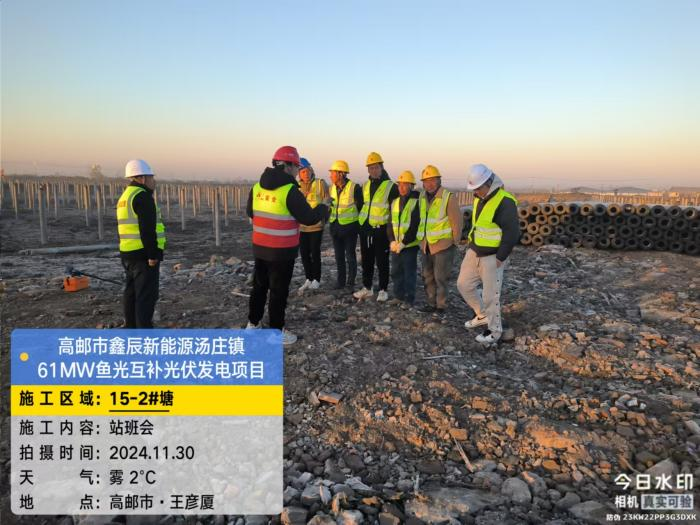 高邮市鑫辰新能源汤庄镇
61MW鱼光互补光伏发电项目
施工区域：15-2#塘
施工内容：站班会
拍摄时间：2024.11.30
天气：雾 2°C
地点：高邮市·王彦厦
今日水印
相机 真实可验
防伪 23KW22PP3G3DXK